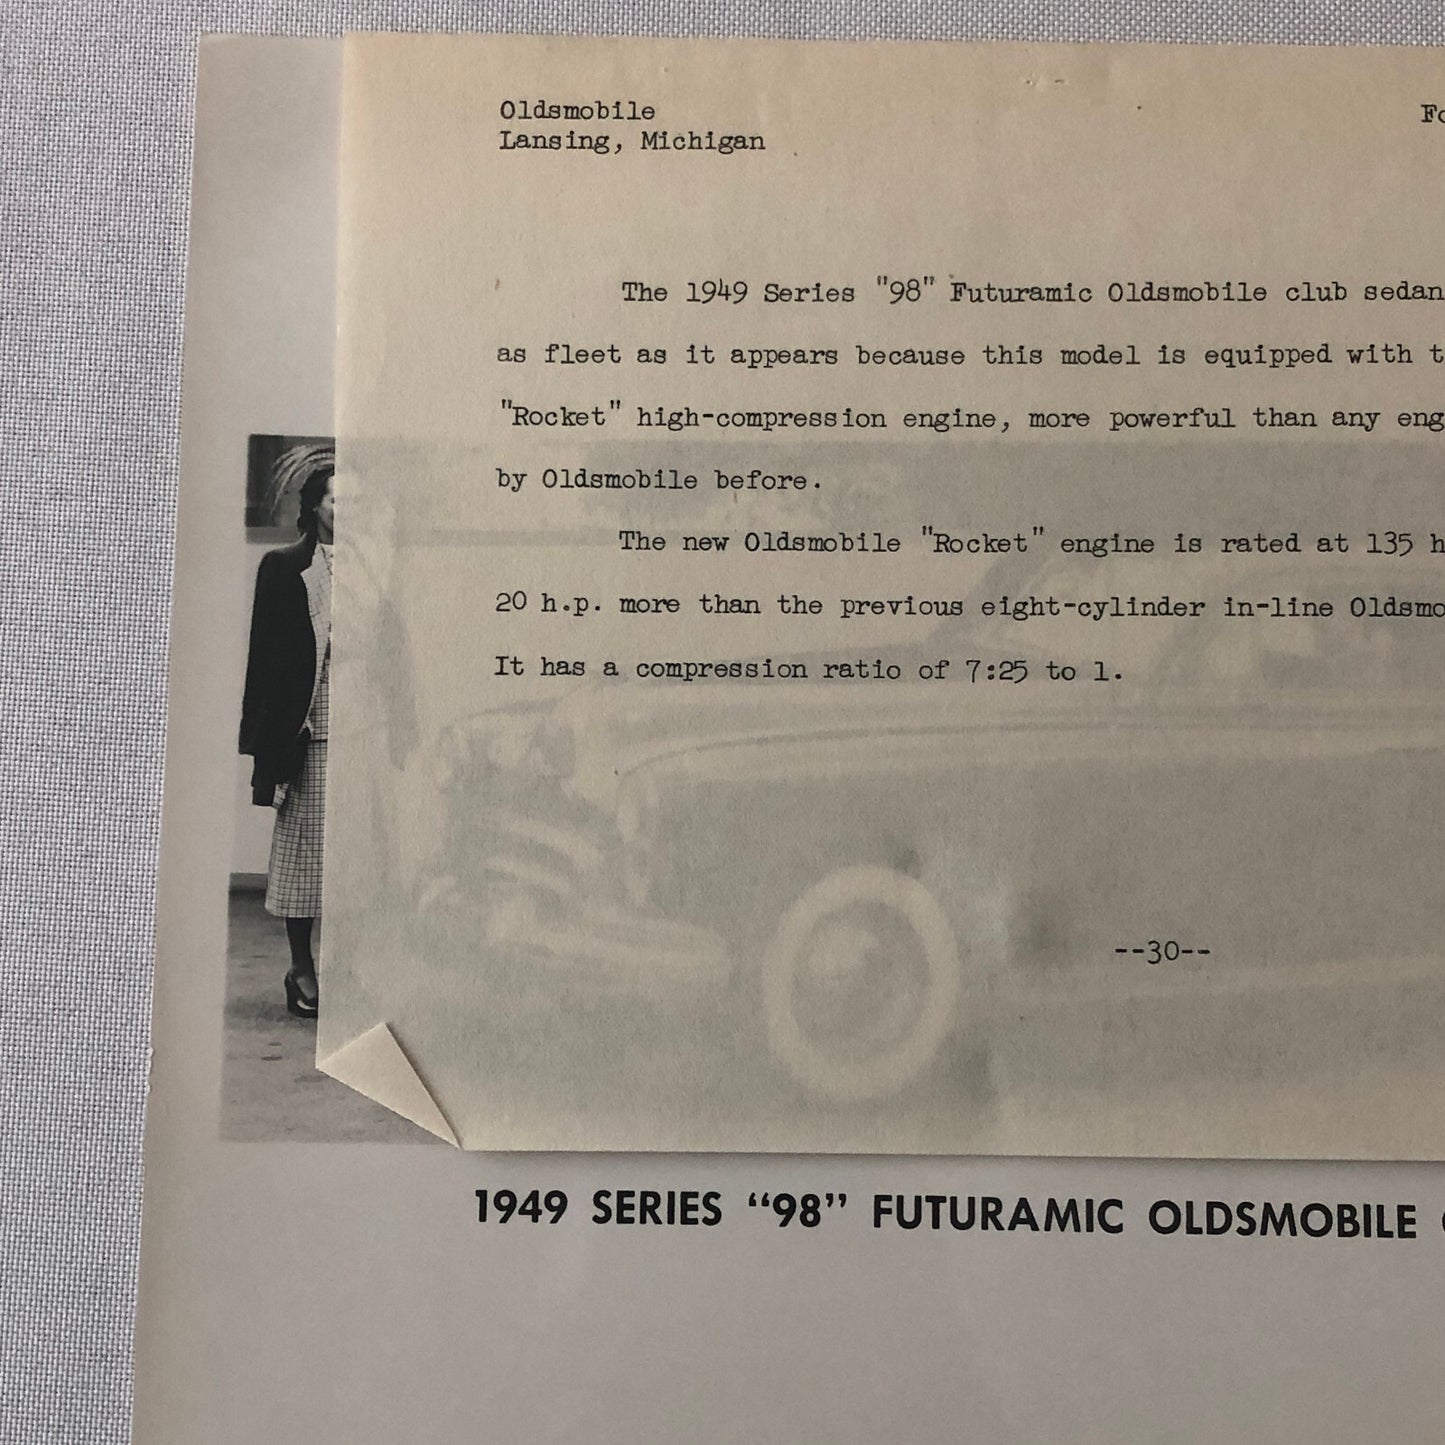 Oldsmobile
Lansing, Michigan
The 1949 Series "98" Futuramic Oldsmobile club sedan
as fleet as it appears because this model is equipped with
"Rocket" high-compression engine, more powerful than any
by Oldsmobile before.
The new Oldsmobile "Rocket" engine is rated at 135
20 h.p. more than the previous eight-cylinder in-line
It has a compression ratio of 7:25 to 1.
--30--
1949 SERIES “98” FUTURAMIC OLDSMOBILE